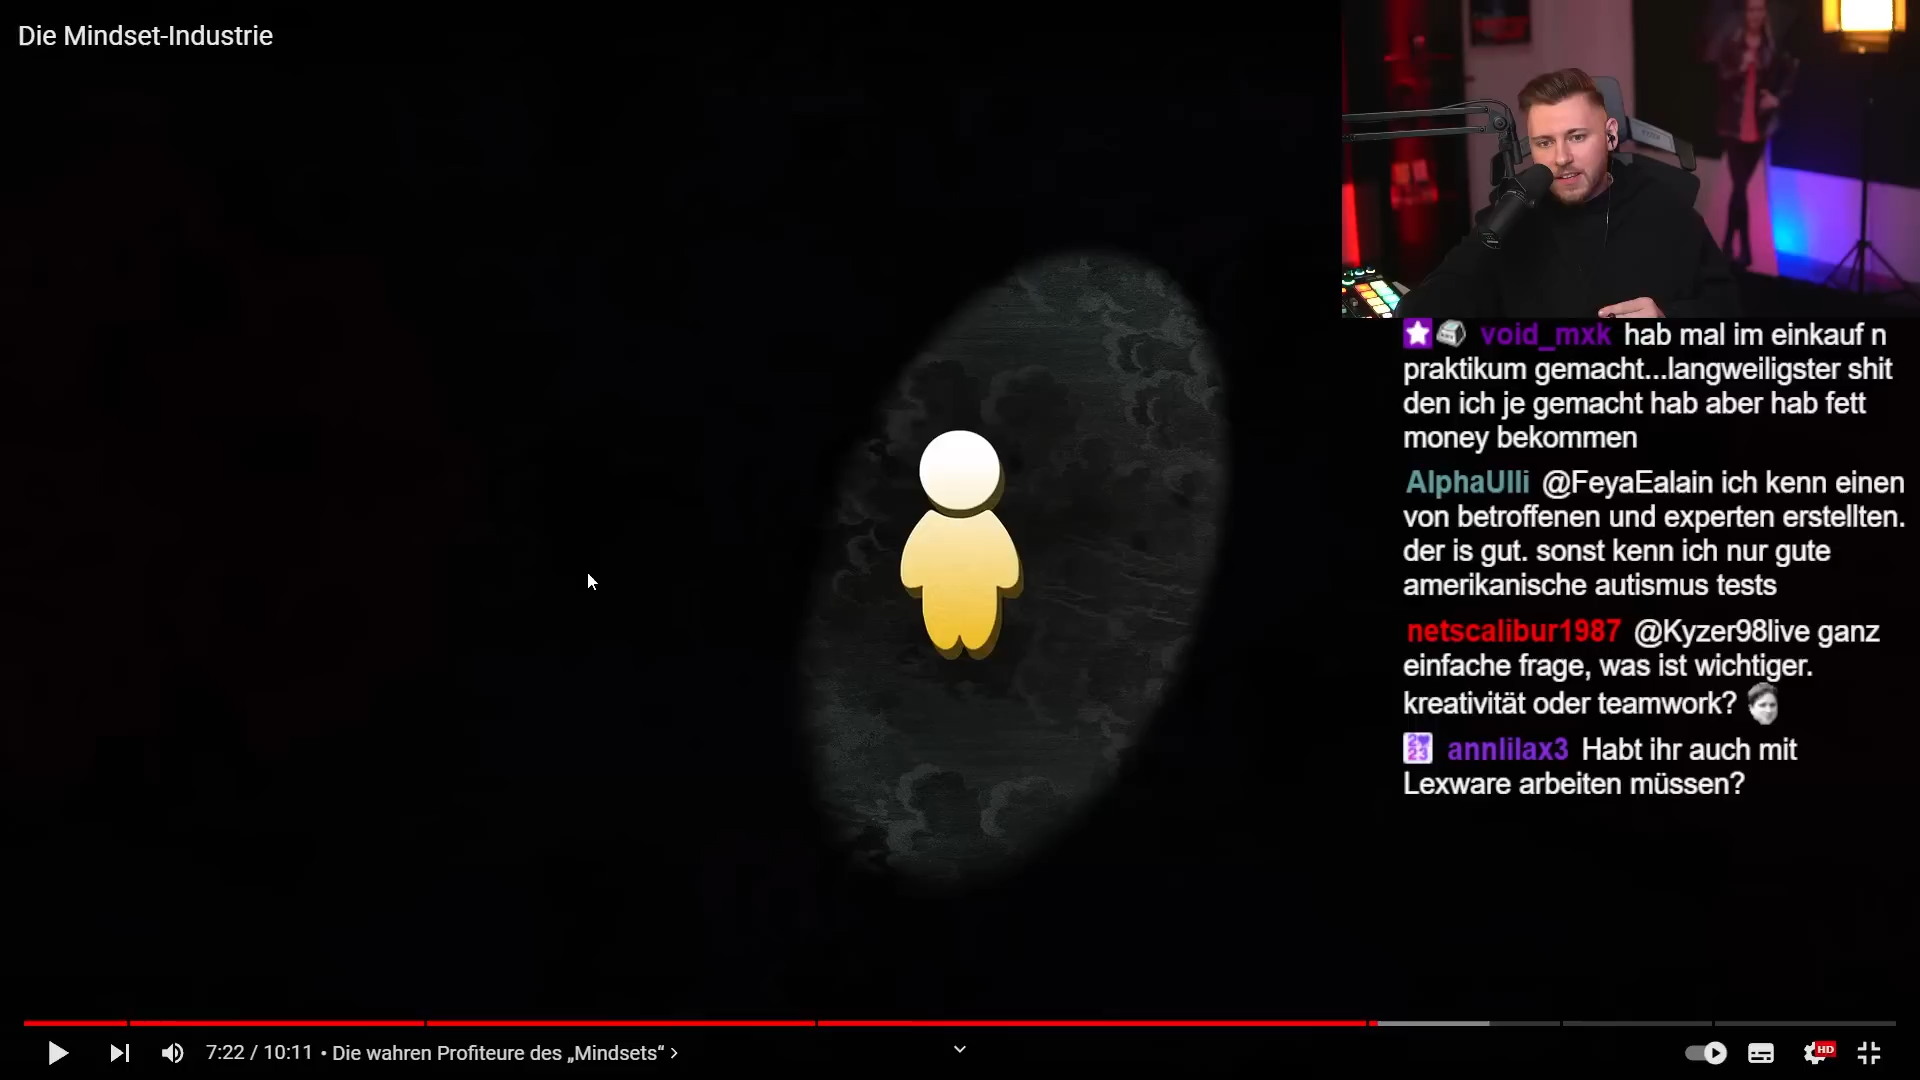 Die Mindset-Industrie
void_mxk hab mal im einkauf n
praktikum gemacht...langweiligster shit
den ich je gemacht hab aber hab fett
money bekommen
AlphaUlli @FeyaEalain ich kenn einen
von betroffenen und experten erstellten.
der is gut. sonst kenn ich nur gute
amerikanische autismus tests
netscalibur1987 @Kyzer98live ganz
einfache frage, was ist wichtiger.
kreativität oder teamwork?
2023 annlilax3 Habt ihr auch mit
Lexware arbeiten müssen?
7:22 / 10:11 • Die wahren Profiteure des „Mindsets“
HD